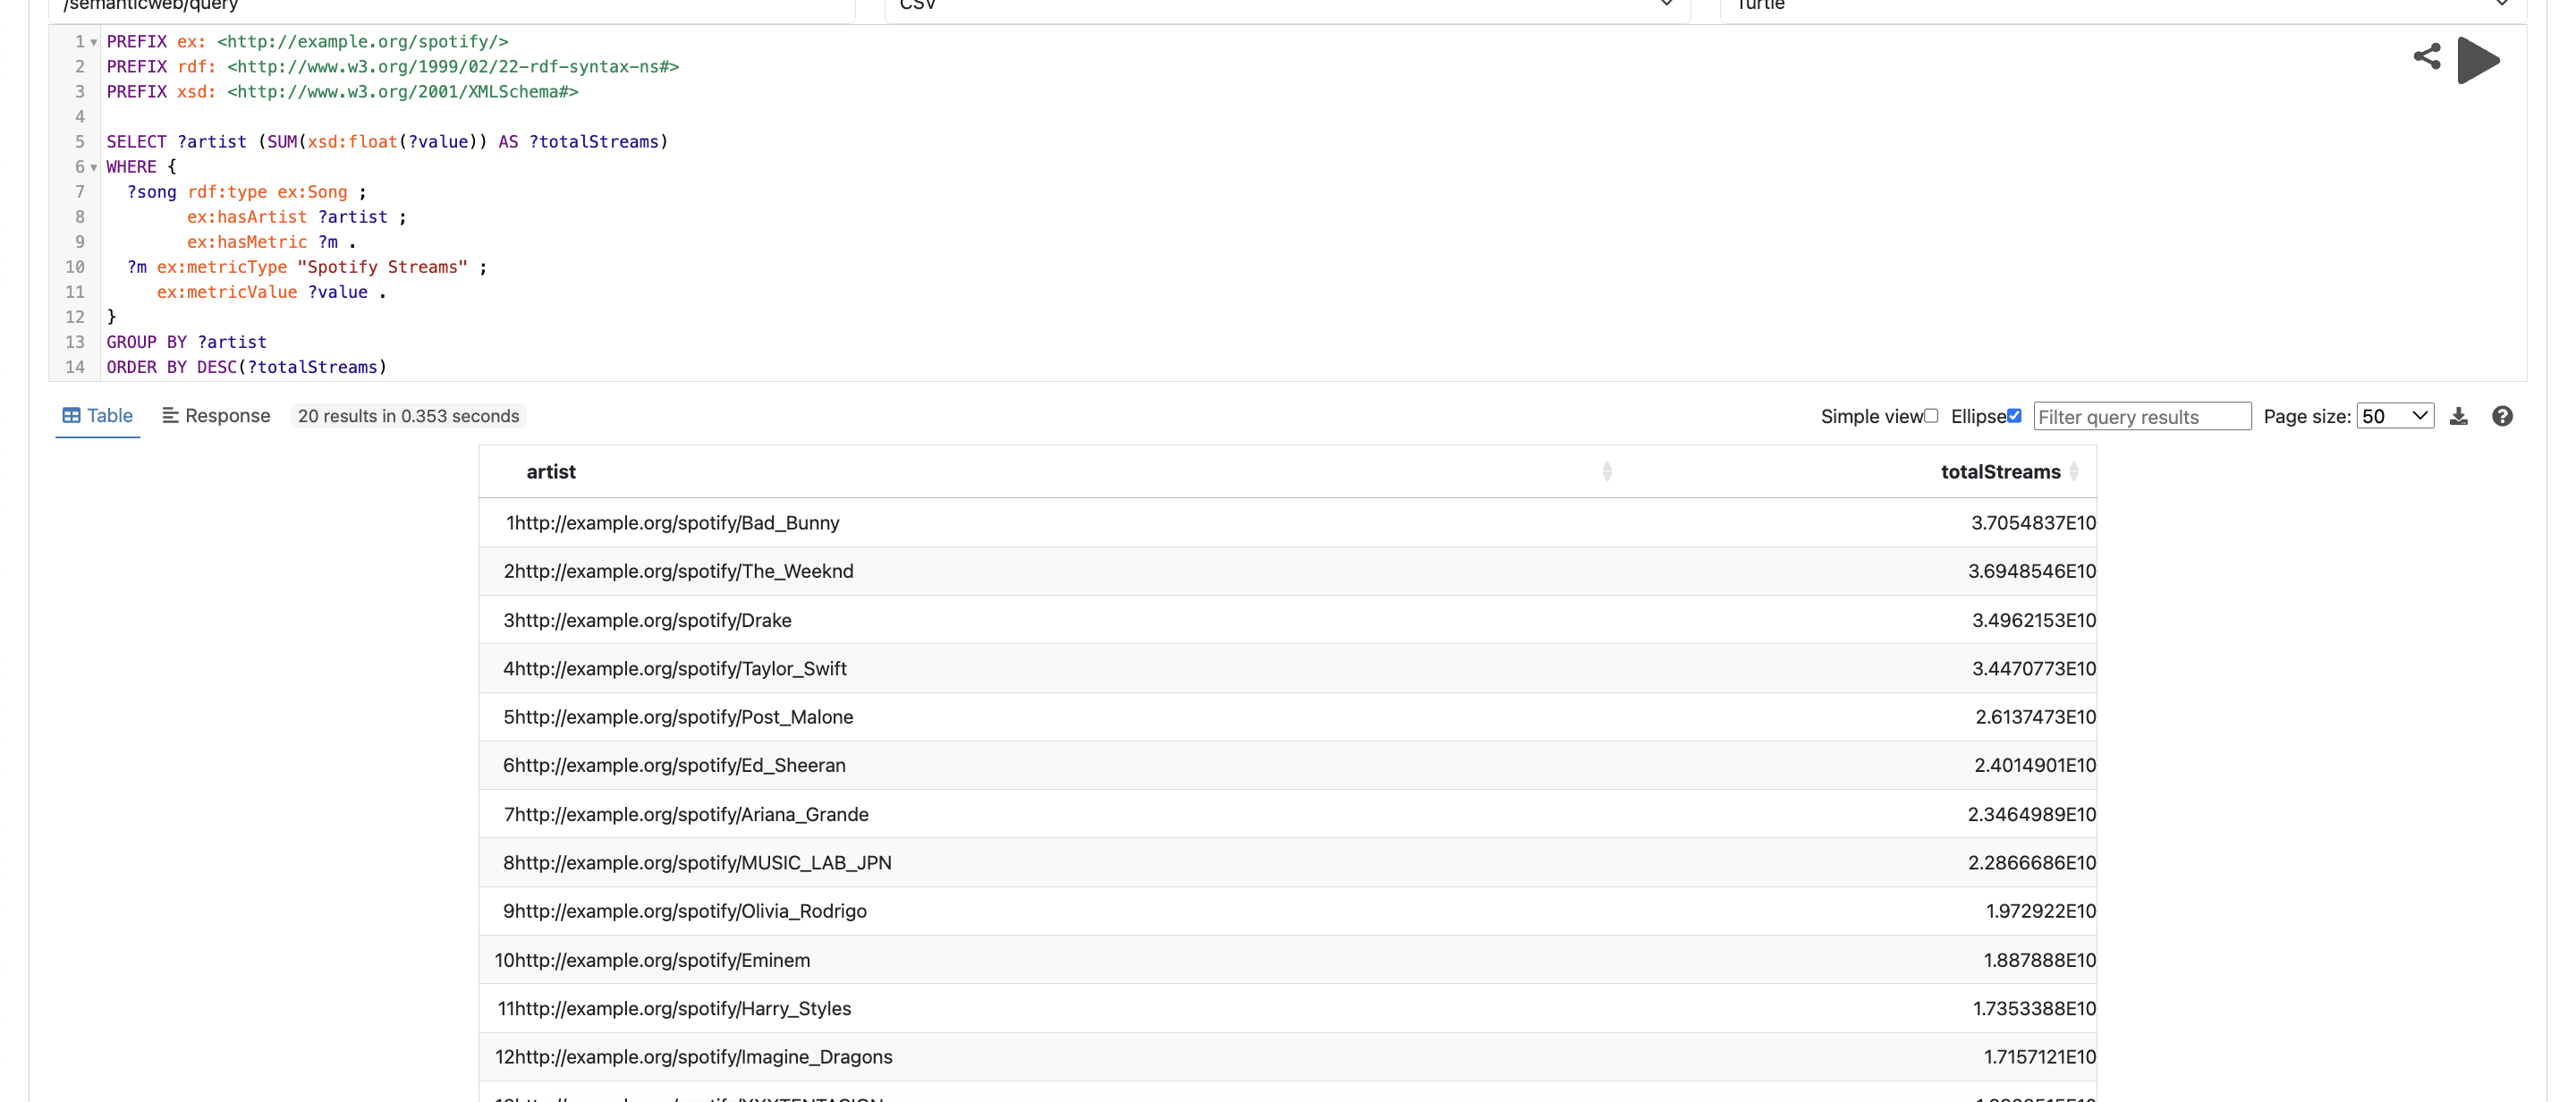 /semanticweb/query
CSV
Turtle
1 PREFIX ex: <http://example.org/spotify/>
2 PREFIX rdf: <http://www.w3.org/1999/02/22-rdf-syntax-ns#>
3 PREFIX xsd: <http://www.w3.org/2001/XMLSchema#>
4
5 SELECT ?artist (SUM(xsd:float(?value)) AS ?totalStreams)
6 WHERE {
7 ?song rdf:type ex:Song ;
8 ex:hasArtist ?artist ;
9 ex:hasMetric ?m .
10 ?m ex:metricType "Spotify Streams" ;
11 ex:metricValue ?value .
12 }
13 GROUP BY ?artist
14 ORDER BY DESC(?totalStreams)
Table Response 20 results in 0.353 seconds Simple view Ellipse Filter query results Page size: 50
artist totalStreams
1 http://example.org/spotify/Bad_Bunny 3.7054837E10
2 http://example.org/spotify/The_Weeknd 3.6948546E10
3 http://example.org/spotify/Drake 3.4962153E10
4 http://example.org/spotify/Taylor_Swift 3.4470773E10
5 http://example.org/spotify/Post_Malone 2.6137473E10
6 http://example.org/spotify/Ed_Sheeran 2.4014901E10
7 http://example.org/spotify/Ariana_Grande 2.3464989E10
8 http://example.org/spotify/MUSIC_LAB_JPN 2.2866686E10
9 http://example.org/spotify/Olivia_Rodrigo 1.972922E10
10 http://example.org/spotify/Eminem 1.887888E10
11 http://example.org/spotify/Harry_Styles 1.7353388E10
12 http://example.org/spotify/Imagine_Dragons 1.7157121E10